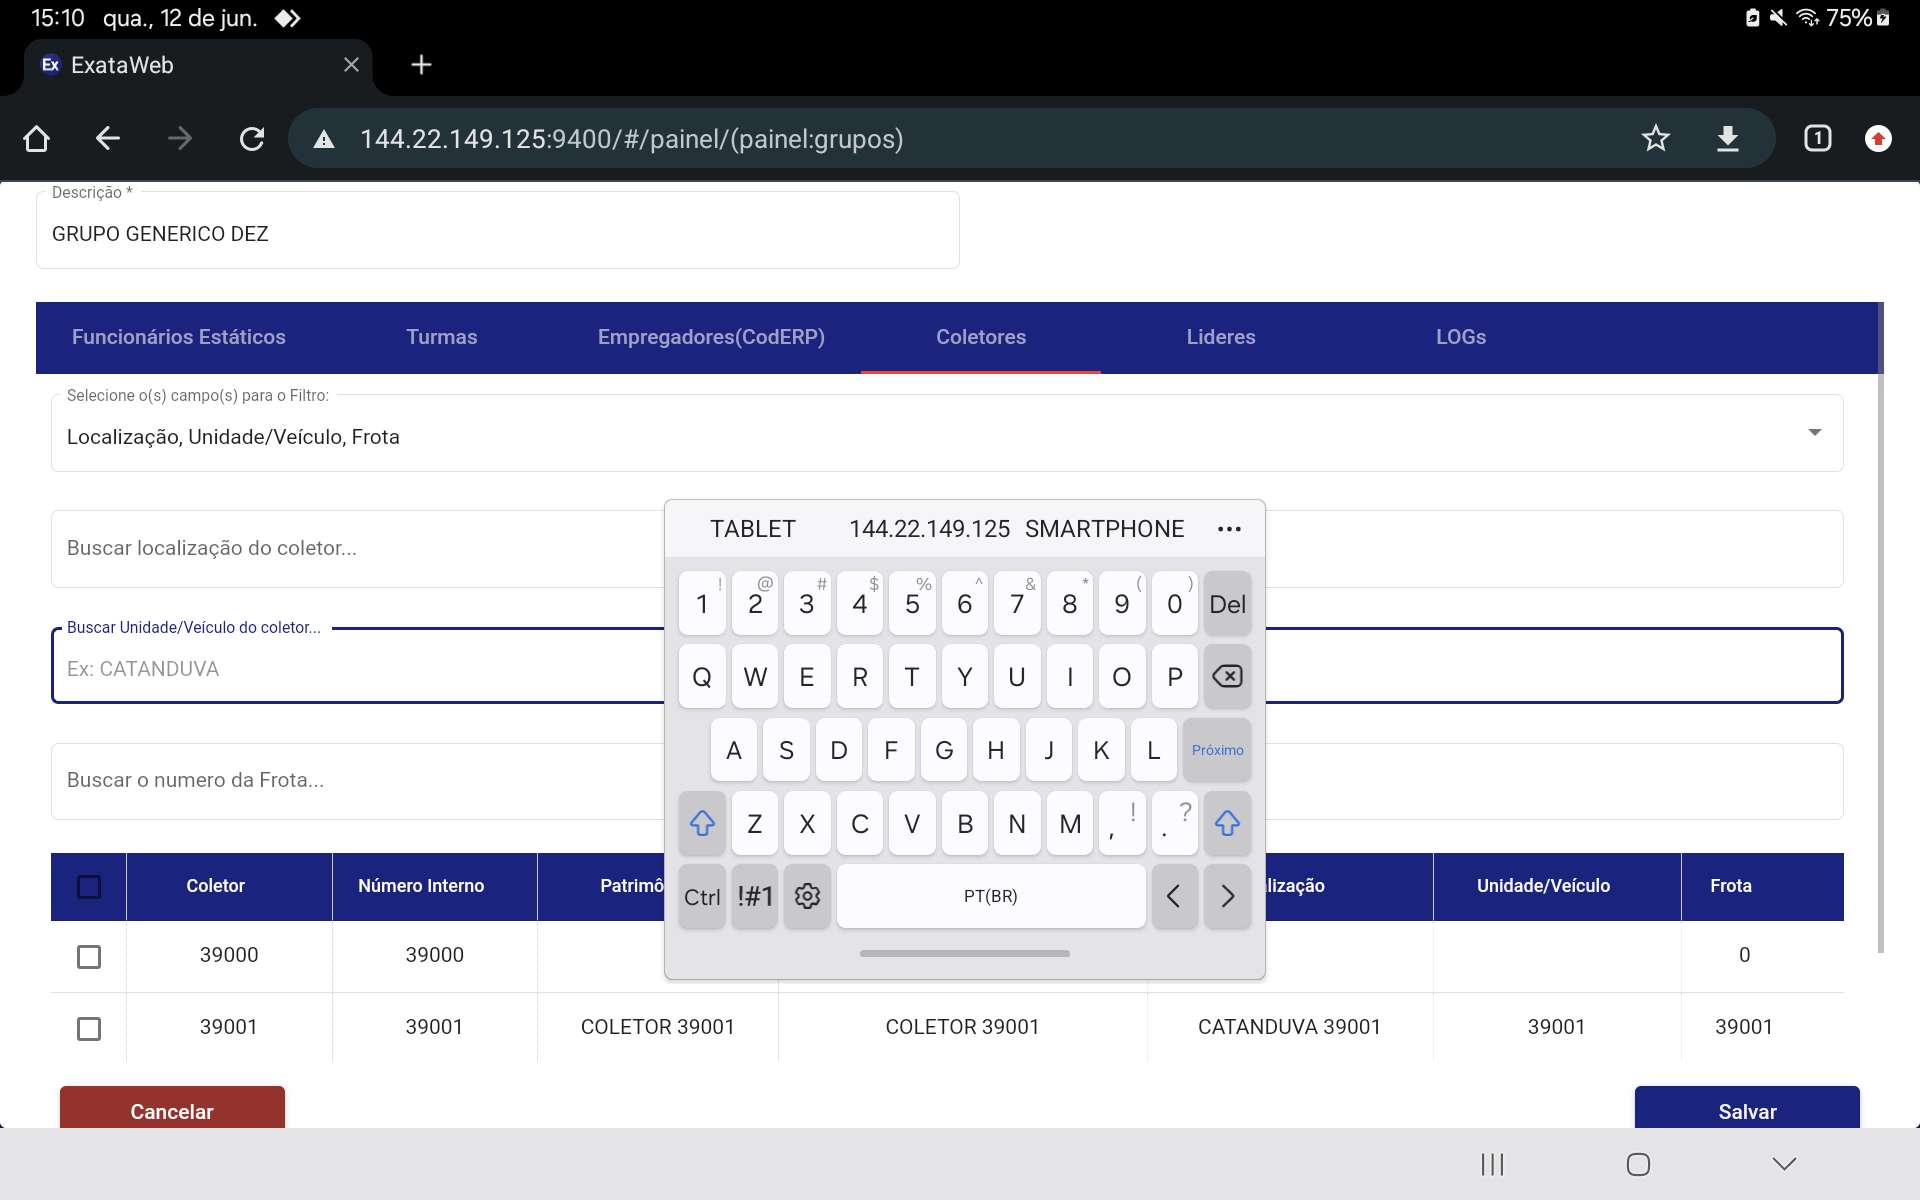 15:10 qua., 12 de jun. 75%
Ex ExataWeb
144.22.149.125:9400/#/painel/(painel:grupos) 1
Descrição *
GRUPO GENERICO DEZ
Funcionários Estáticos Turmas Empregadores(CodERP) Coletores Lideres LOGs
Selecione o(s) campo(s) para o Filtro:
Localização, Unidade/Veículo, Frota
Buscar localização do coletor...
Buscar Unidade/Veículo do coletor...
Ex: CATANDUVA
Buscar o numero da Frota...
TABLET 144.22.149.125 SMARTPHONE ...
! @ # $ % ^ & * ( )
1 2 3 4 5 6 7 8 9 0 Del
Q W E R T Y U I O P
A S D F G H J K L Próximo
Z X C V B N M , ! . ?
Ctrl !#1 PT(BR) < >
Coletor Número Interno Patrimô lização Unidade/Veículo Frota
39000 39000 0
39001 39001 COLETOR 39001 COLETOR 39001 CATANDUVA 39001 39001 39001
Cancelar Salvar